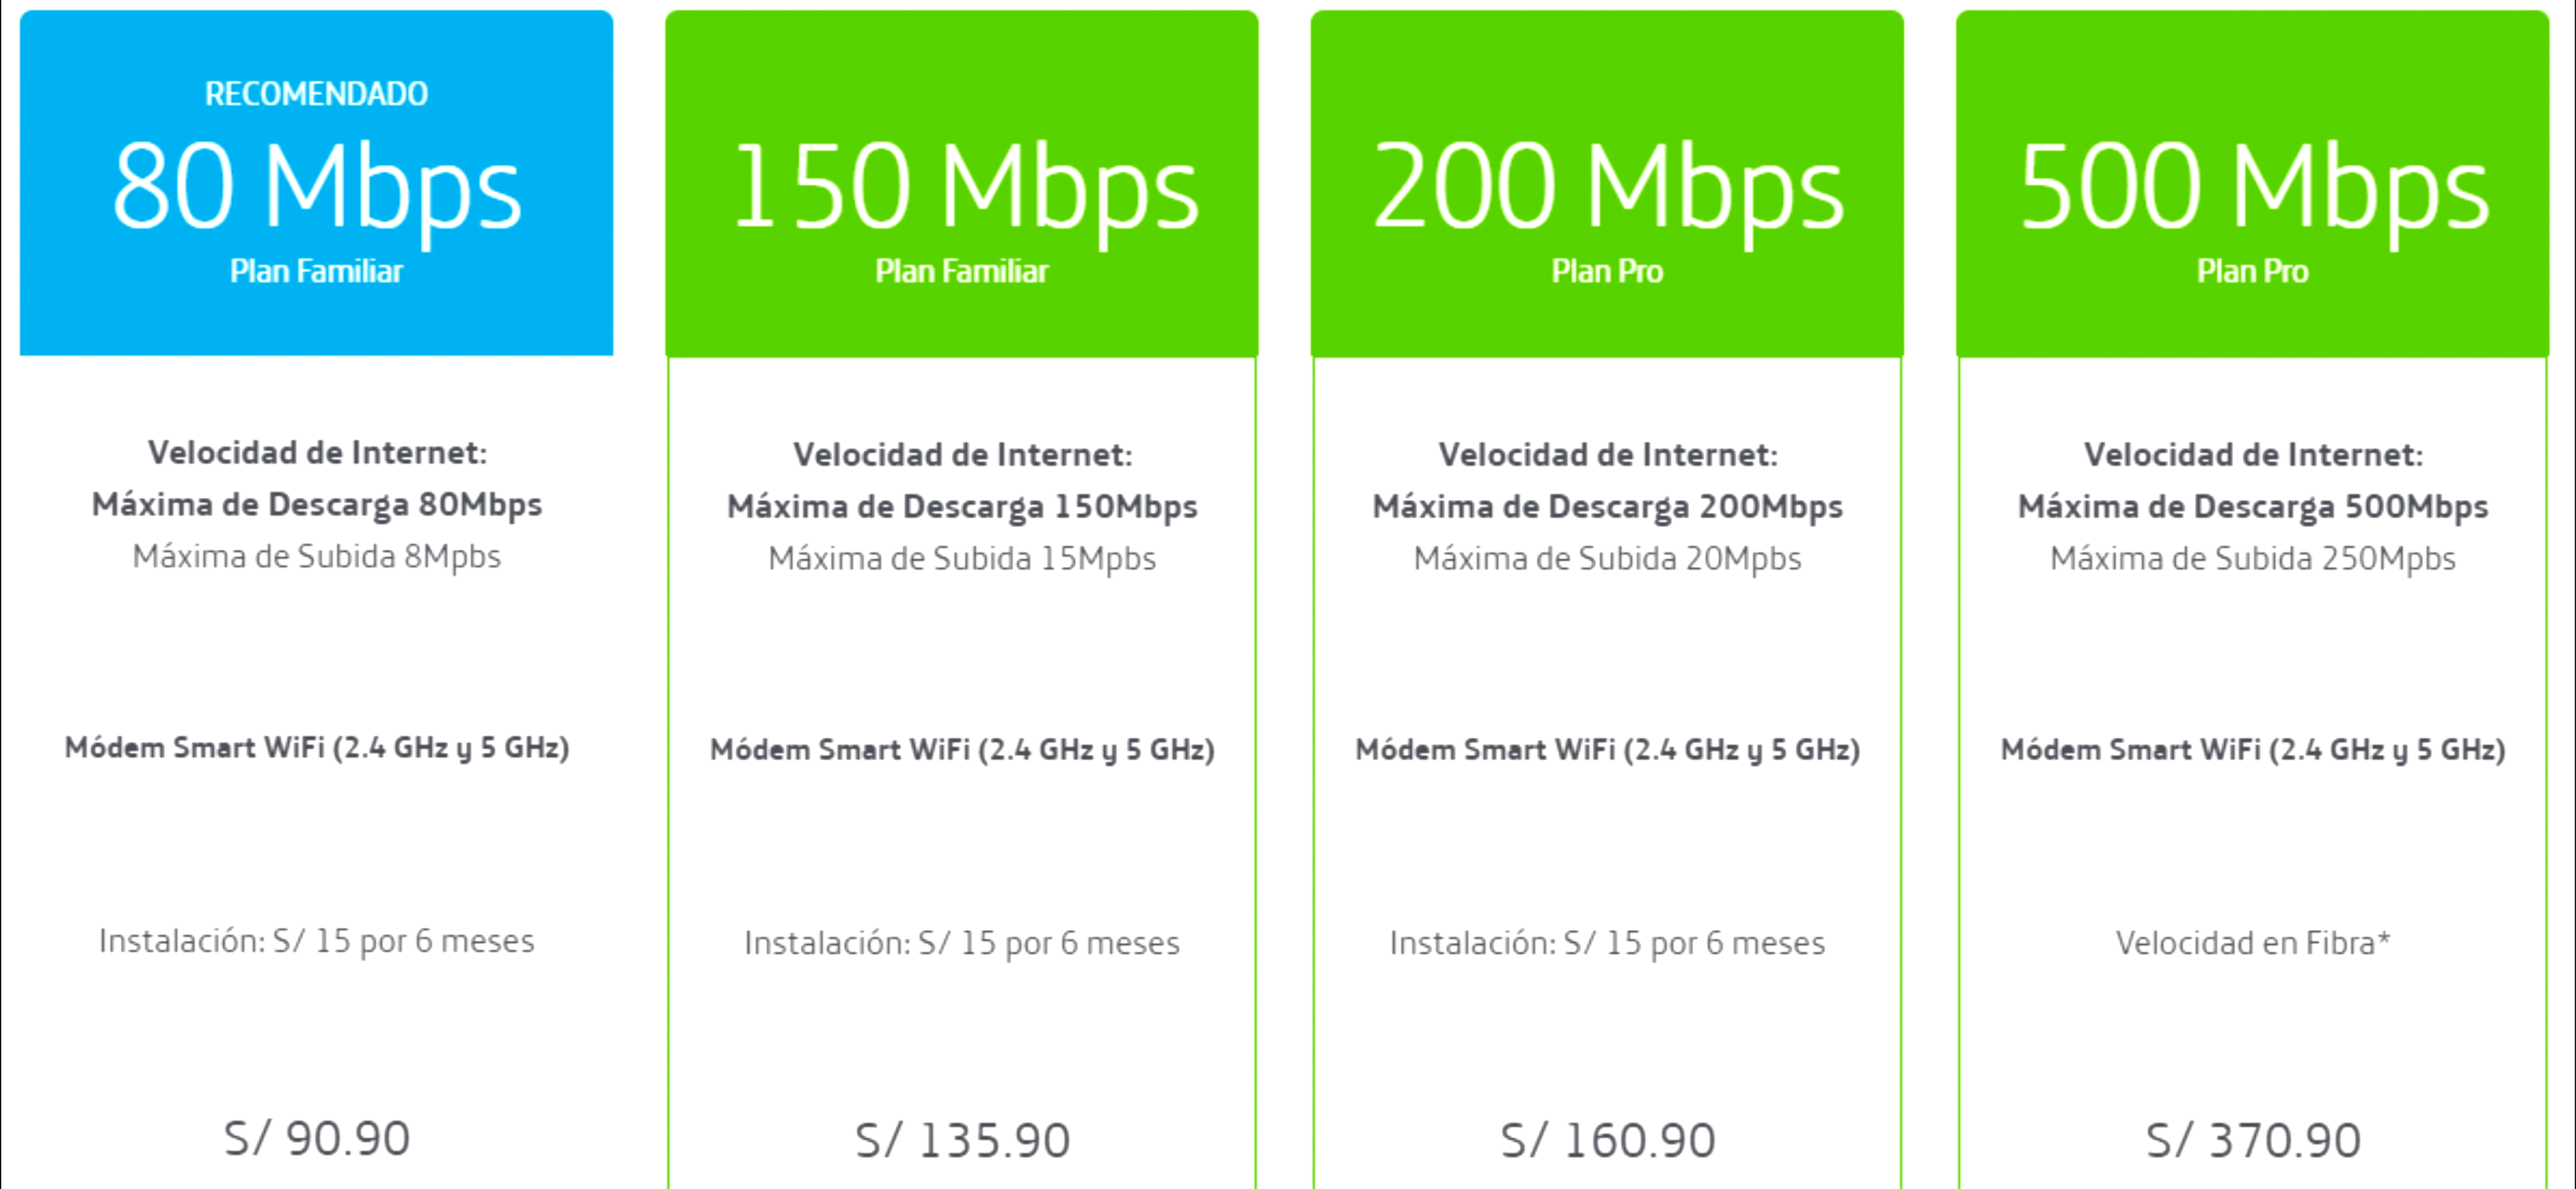 RECOMENDADO
80 Mbps
Plan Familiar
Velocidad de Internet:
Máxima de Descarga 80Mbps
Máxima de Subida 8Mpbs
Módem Smart WiFi (2.4 GHz y 5 GHz)
Instalación: S/ 15 por 6 meses
S/ 90.90
150 Mbps
Plan Familiar
Velocidad de Internet:
Máxima de Descarga 150Mbps
Máxima de Subida 15Mpbs
Módem Smart WiFi (2.4 GHz y 5 GHz)
Instalación: S/ 15 por 6 meses
S/ 135.90
200 Mbps
Plan Pro
Velocidad de Internet:
Máxima de Descarga 200Mbps
Máxima de Subida 20Mpbs
Módem Smart WiFi (2.4 GHz y 5 GHz)
Instalación: S/ 15 por 6 meses
S/ 160.90
500 Mbps
Plan Pro
Velocidad de Internet:
Máxima de Descarga 500Mbps
Máxima de Subida 250Mpbs
Módem Smart WiFi (2.4 GHz y 5 GHz)
Velocidad en Fibra*
S/ 370.90